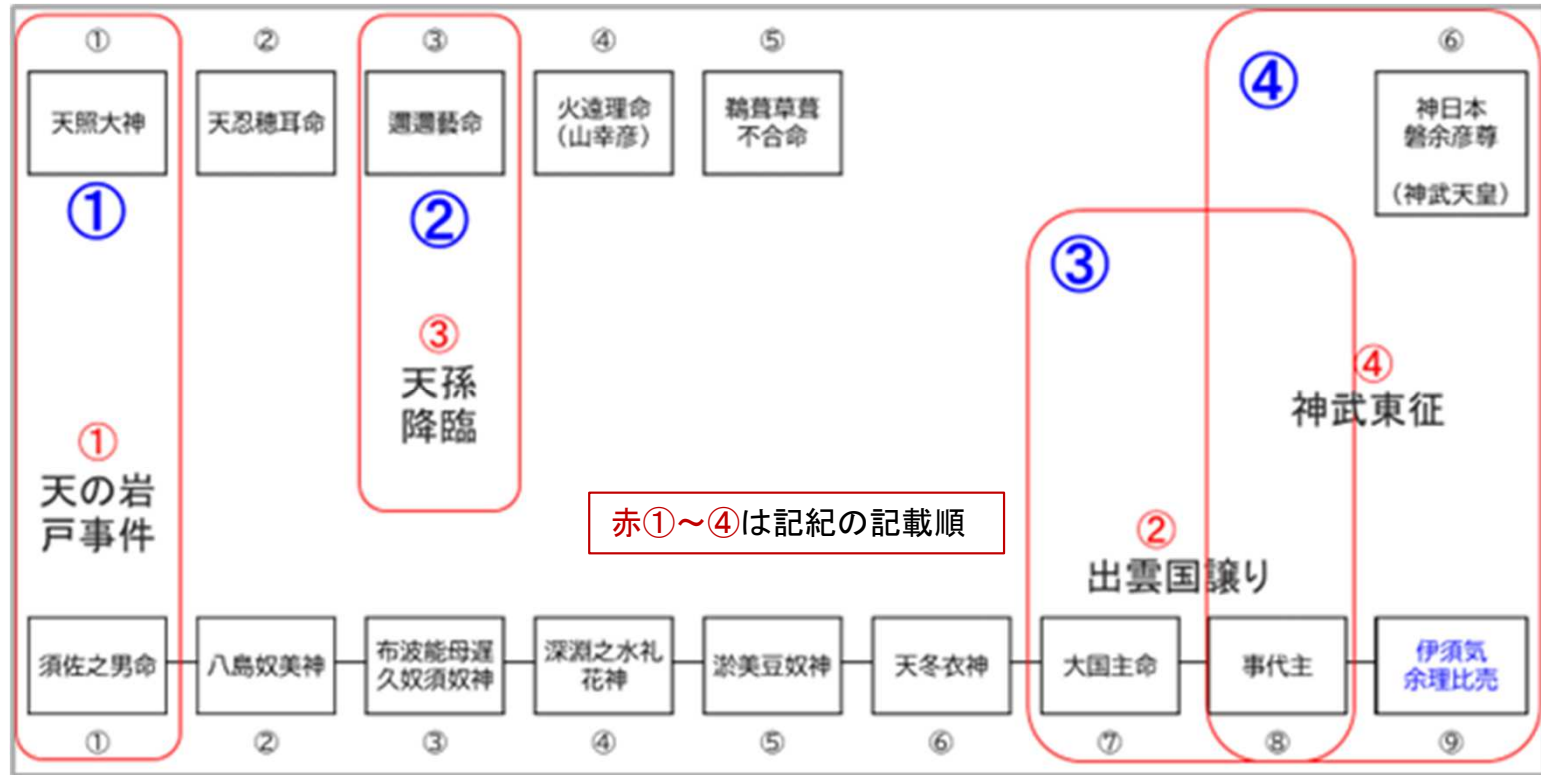 ① ② ③ ④ ⑤ ⑥
天照大神
天忍穂耳命
邇邇藝命
火遠理命
(山幸彦)
鵜葺草葺
不合命
神日本
磐余彦尊
(神武天皇)
① ② ③ ④
③
天孫
降臨
④
神武東征
①
天の岩
戸事件
赤①～④は記紀の記載順
②
出雲国譲り
須佐之男命
八島奴美神
布波能母遅
久奴須奴神
深淵之水礼
花神
淤美豆奴神
天冬衣神
大国主命
事代主
伊須気
余理比売
① ② ③ ④ ⑤ ⑥ ⑦ ⑧ ⑨